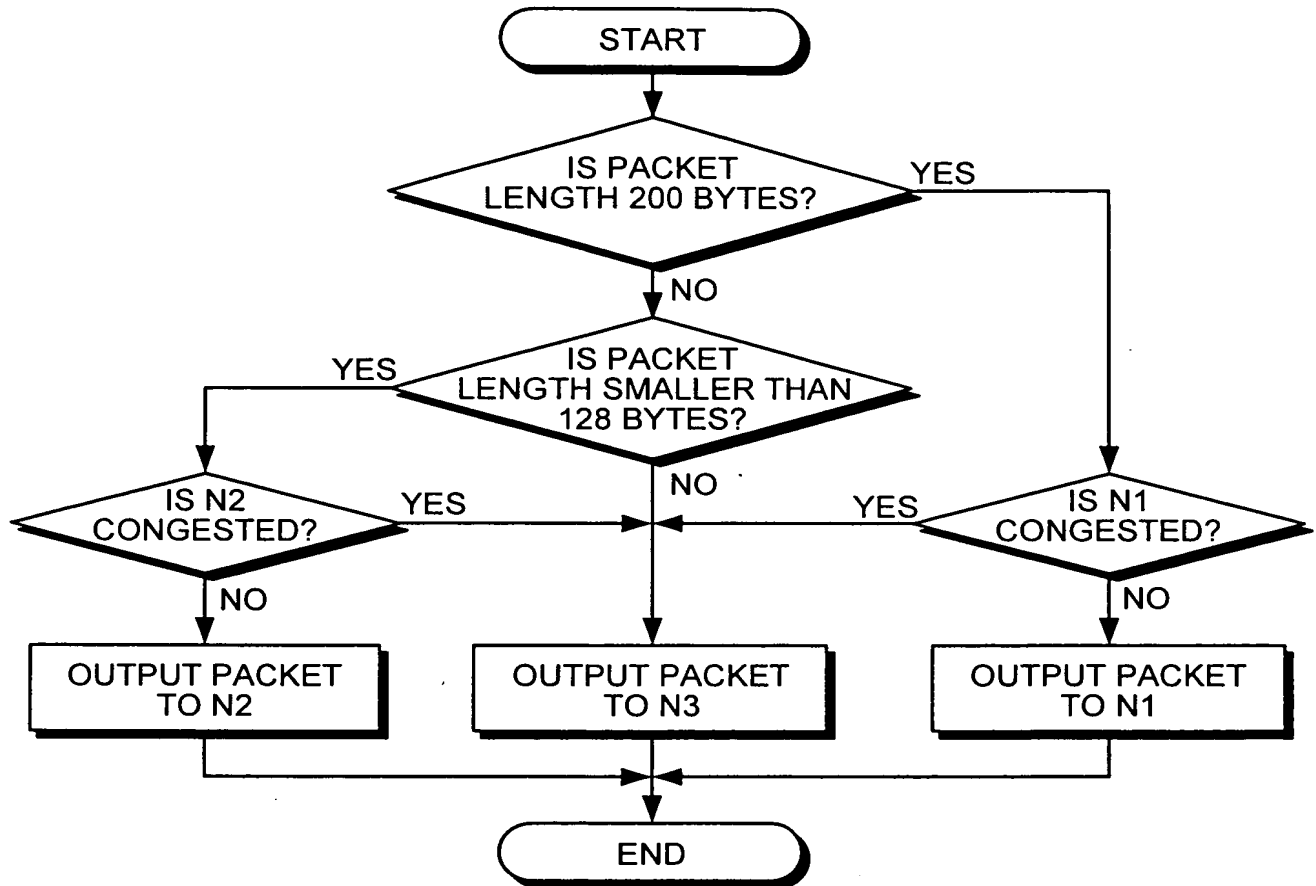 START
IS PACKET
LENGTH 200 BYTES?
YES
NO
IS PACKET
LENGTH SMALLER THAN
128 BYTES?
YES
NO
IS N2
CONGESTED?
YES
NO
IS N1
CONGESTED?
YES
NO
OUTPUT PACKET
TO N2
OUTPUT PACKET
TO N3
OUTPUT PACKET
TO N1
END